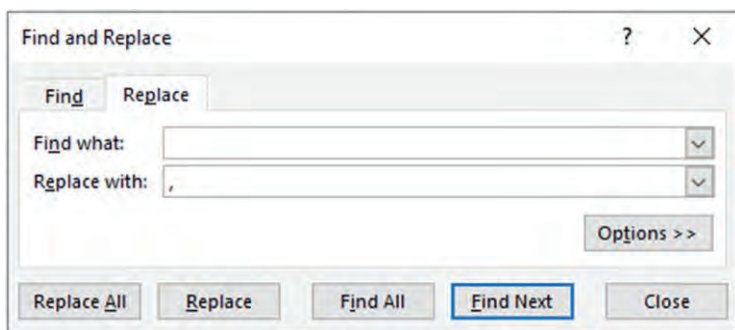 Find and Replace ? X
Find Replace
Find what:
Replace with: ,
Options >>
Replace All Replace Find All Find Next Close